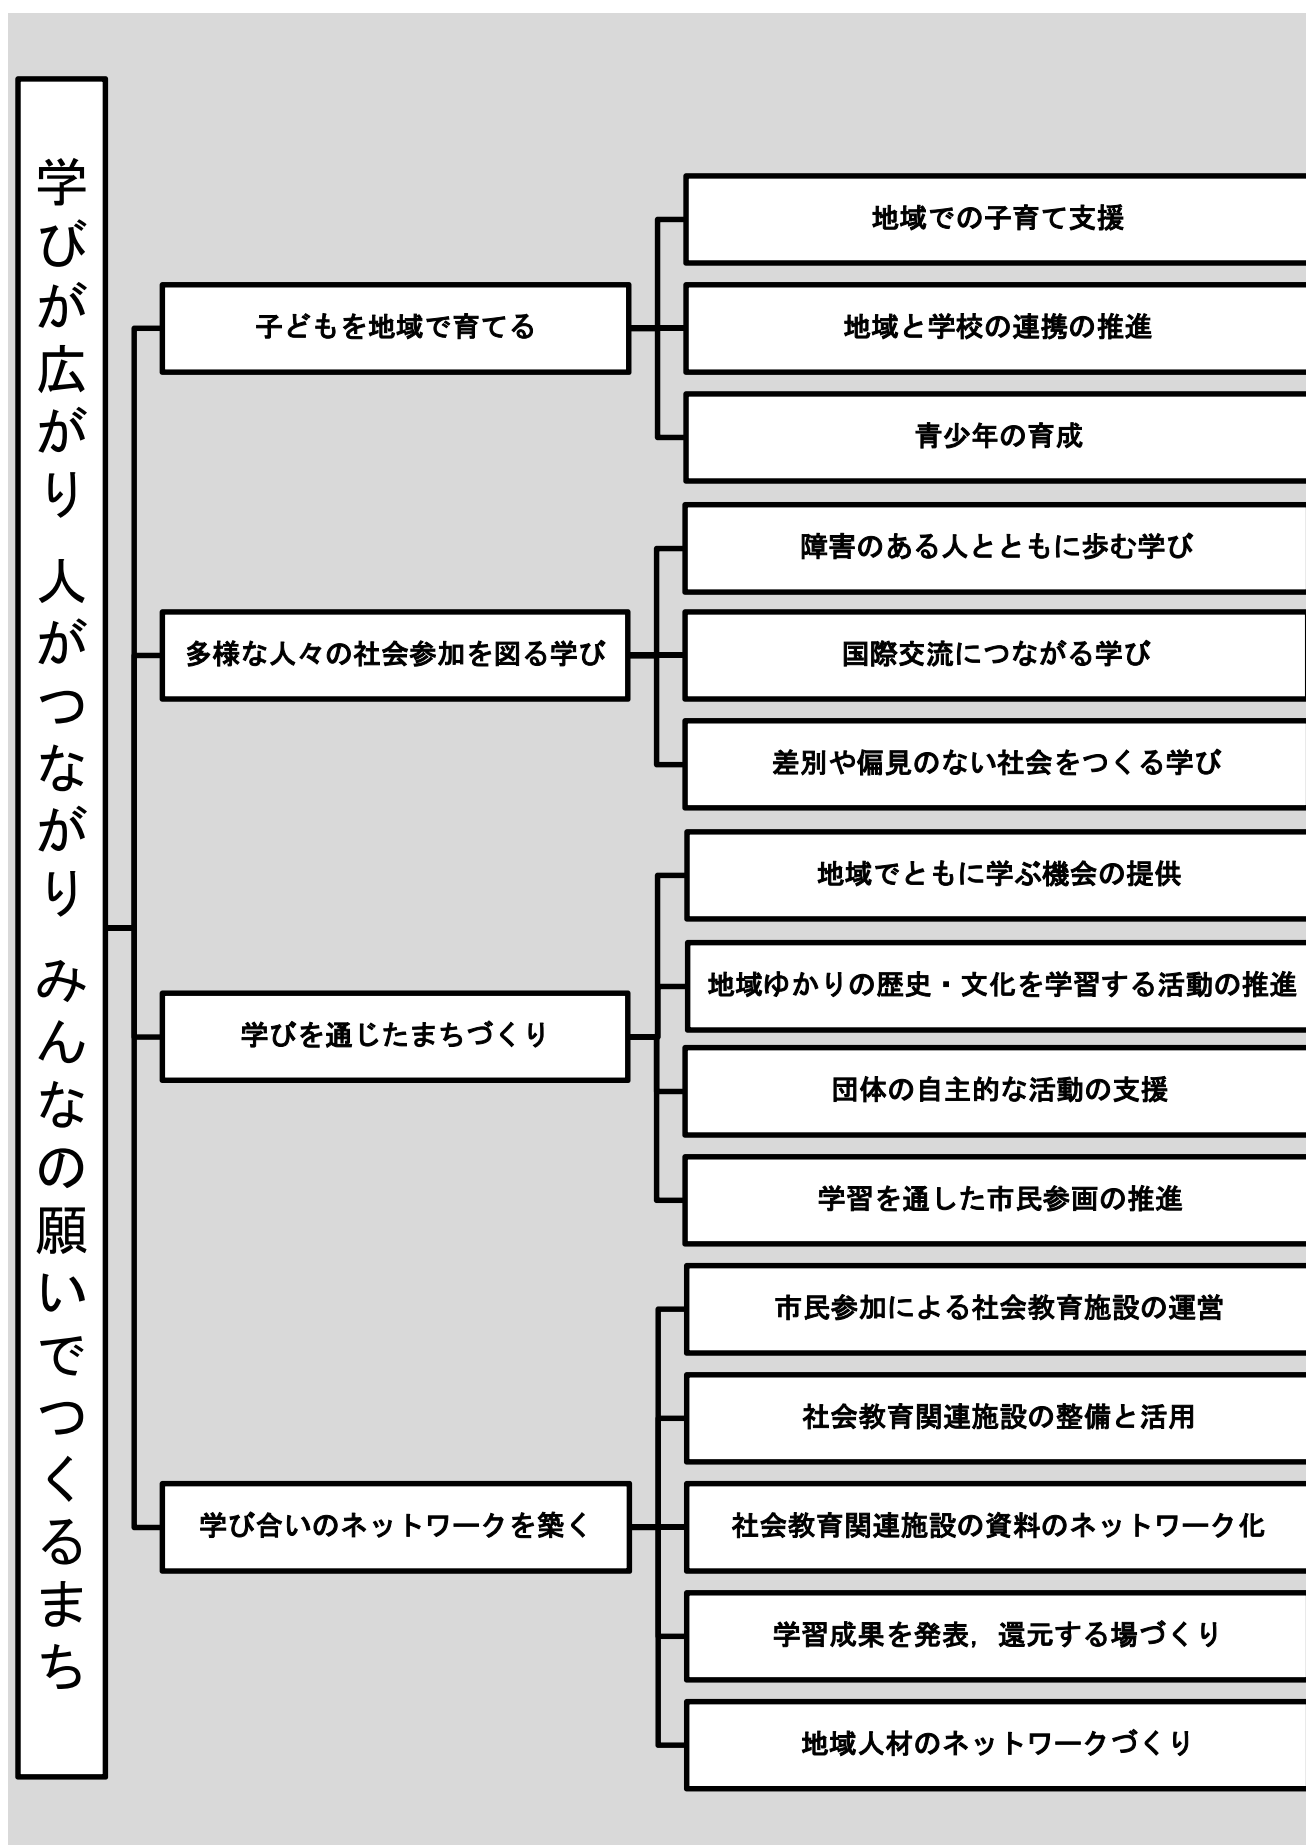 学びが広がり 人がつながり みんなの願いでつくるまち
子どもを地域で育てる
地域での子育て支援
地域と学校の連携の推進
青少年の育成
多様な人々の社会参加を図る学び
障害のある人とともに歩む学び
国際交流につながる学び
差別や偏見のない社会をつくる学び
学びを通じたまちづくり
地域でともに学ぶ機会の提供
地域ゆかりの歴史・文化を学習する活動の推進
団体の自主的な活動の支援
学習を通した市民参画の推進
学び合いのネットワークを築く
市民参加による社会教育施設の運営
社会教育関連施設の整備と活用
社会教育関連施設の資料のネットワーク化
学習成果を発表，還元する場づくり
地域人材のネットワークづくり